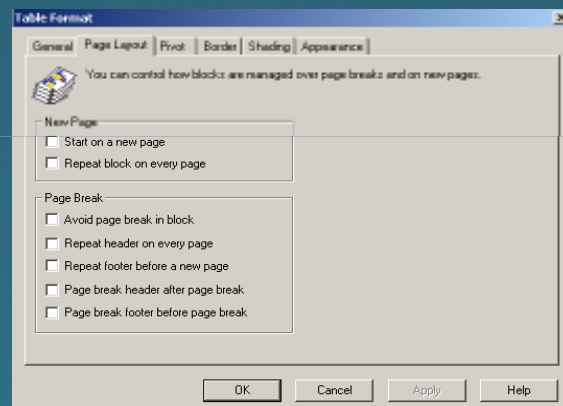 Table Format
General Page Layout Pivot Border Shading Appearance
You can control how blocks are managed over page breaks and on new pages.
New Page
Start on a new page
Repeat block on every page
Page Break
Avoid page break in block
Repeat header on every page
Repeat footer before a new page
Page break header after page break
Page break footer before page break
OK Cancel Apply Help